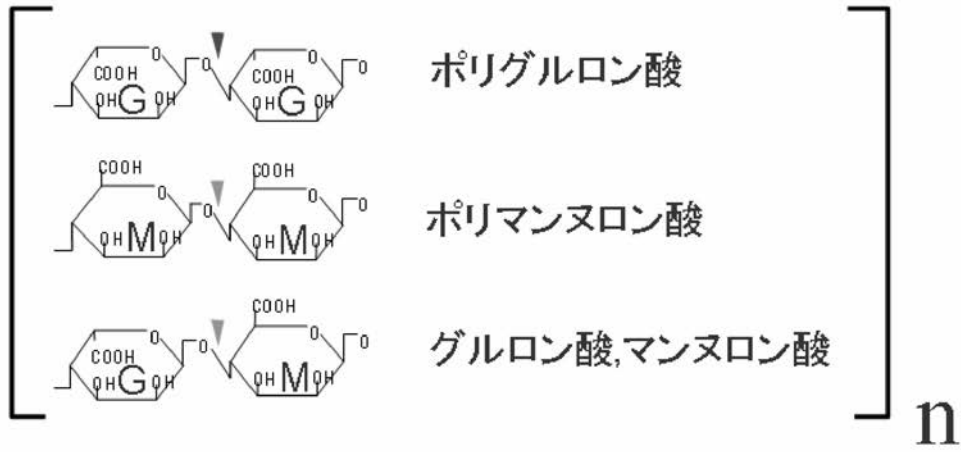 O O O
COOH COOH ポリグルロン酸
OH G OH OH G OH
COOH COOH
O O O O ポリマンヌロン酸
OH M OH OH M OH
COOH
O O O O グルロン酸,マンヌロン酸
COOH
OH G OH OH M OH
n